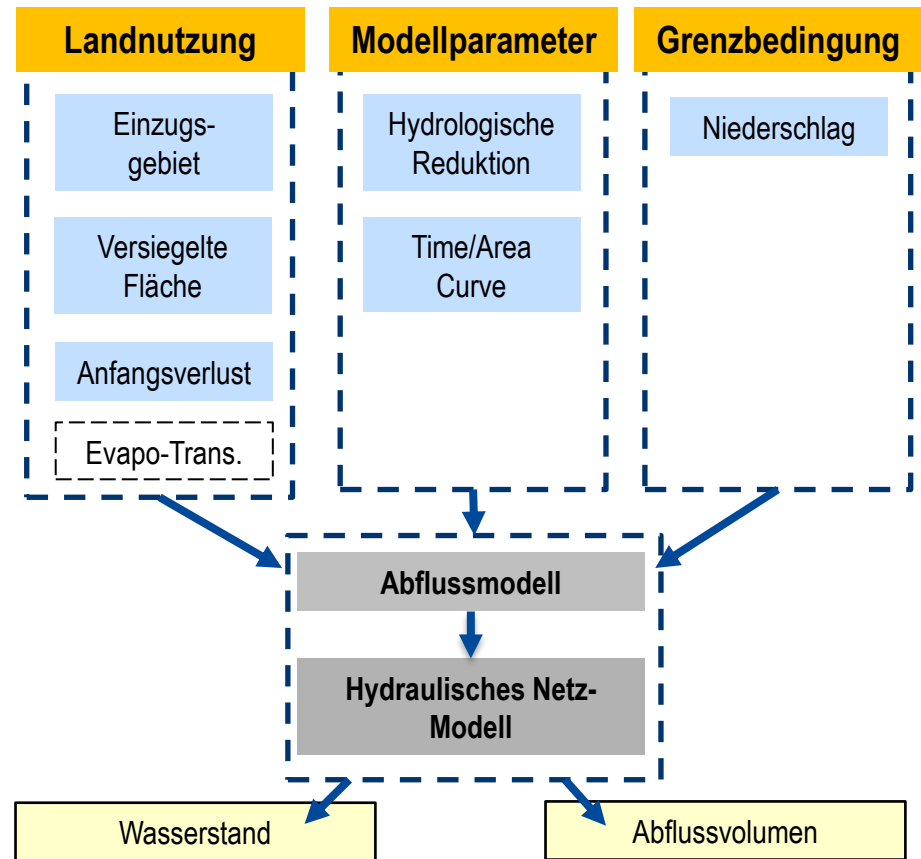 Landnutzung
Einzugs-
gebiet
Versiegelte
Fläche
Anfangsverlust
Evapo-Trans.
Modellparameter
Hydrologische
Reduktion
Time/Area
Curve
Grenzbedingung
Niederschlag
Abflussmodell
Hydraulisches Netz-
Modell
Wasserstand
Abflussvolumen